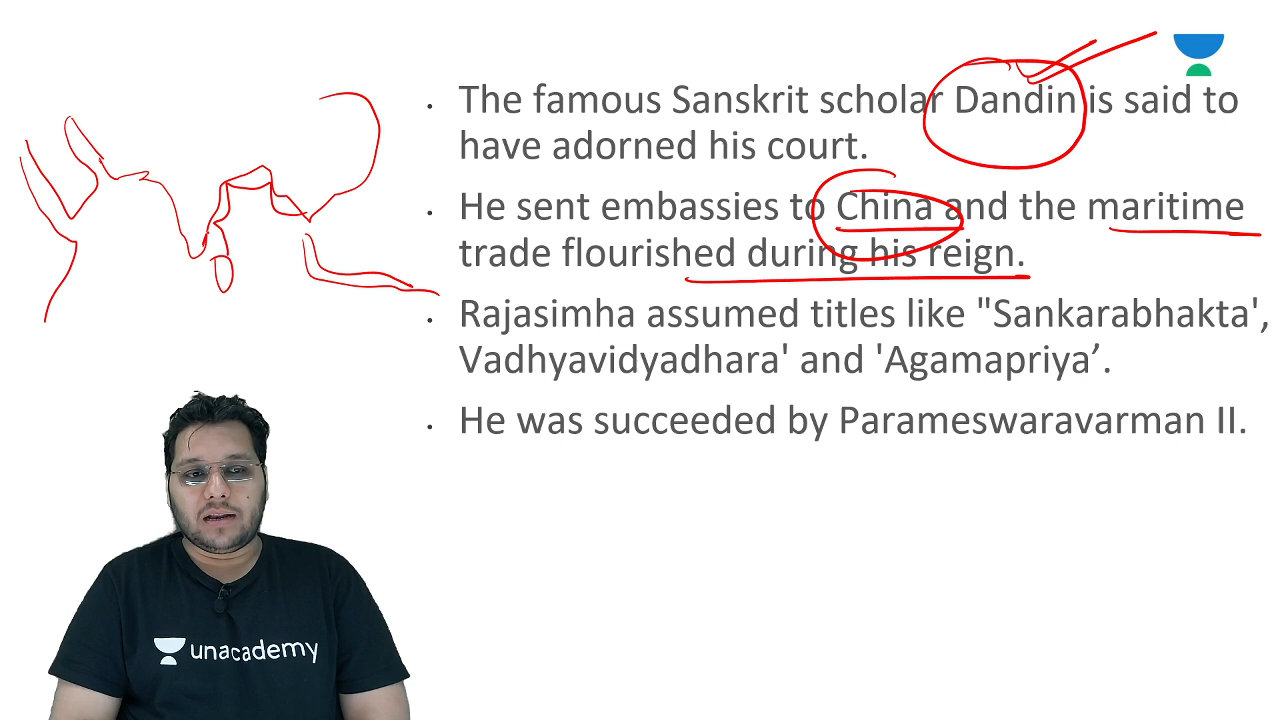 The famous Sanskrit scholar Dandin is said to
have adorned his court.
He sent embassies to China and the maritime
trade flourished during his reign.
Rajasimha assumed titles like "Sankarabhakta',
Vadhyavidyadhara' and 'Agamapriya’.
He was succeeded by Parameswaravarman II.
unacademy